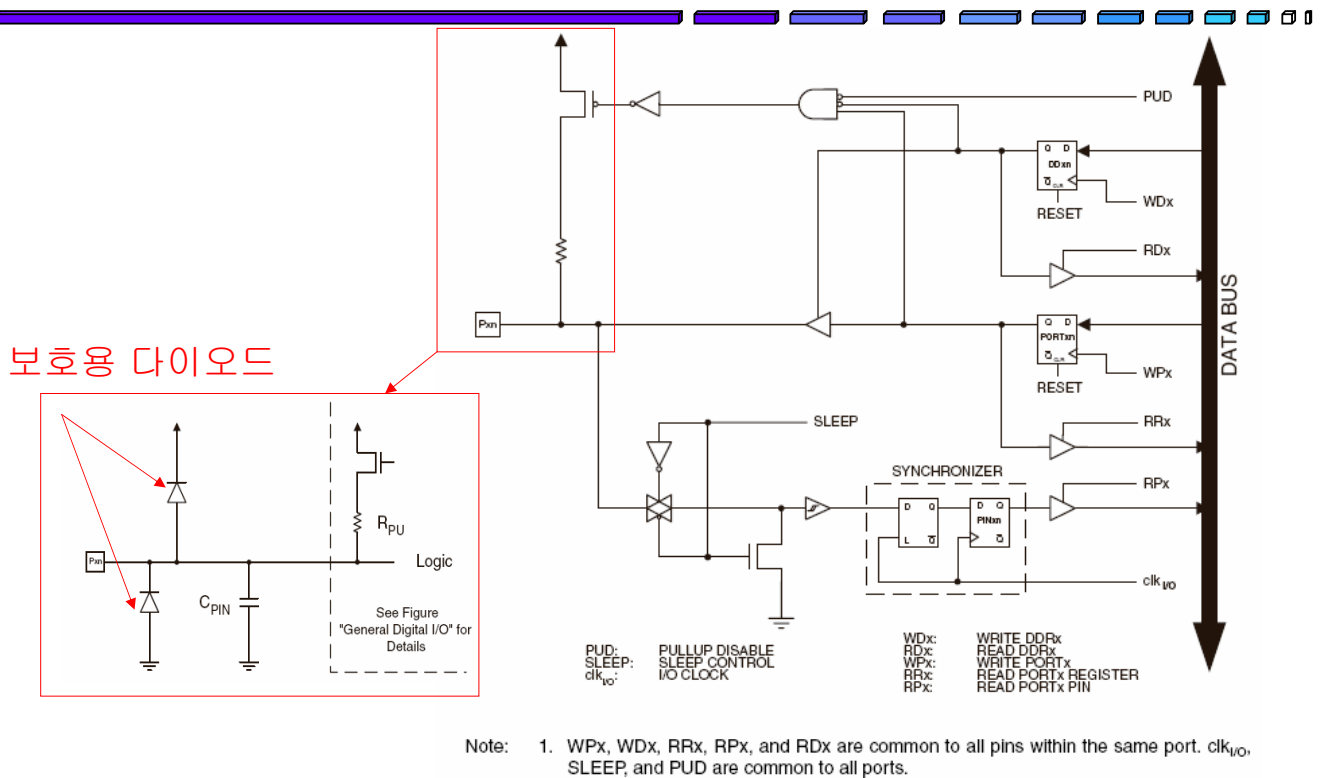 PUD
Q D
DDxn
Q CLR
WDx
RESET
RDx
DATA BUS
Pxn
Q D
PORTxn
Q CLR
WPx
RESET
보호용 다이오드
SLEEP
RRx
SYNCHRONIZER
RPx
D Q
L Q
D Q
PINxn
Q
clk I/O
RPU
Pxn
Logic
CPIN
See Figure
"General Digital I/O" for
Details
PUD: PULLUP DISABLE
SLEEP: SLEEP CONTROL
clkI/O: I/O CLOCK
WDx: WRITE DDRx
RDx: READ DDRx
WPx: WRITE PORTx
RRx: READ PORTx REGISTER
RPx: READ PORTx PIN
Note: 1. WPx, WDx, RRx, RPx, and RDx are common to all pins within the same port. clkI/O,
SLEEP, and PUD are common to all ports.